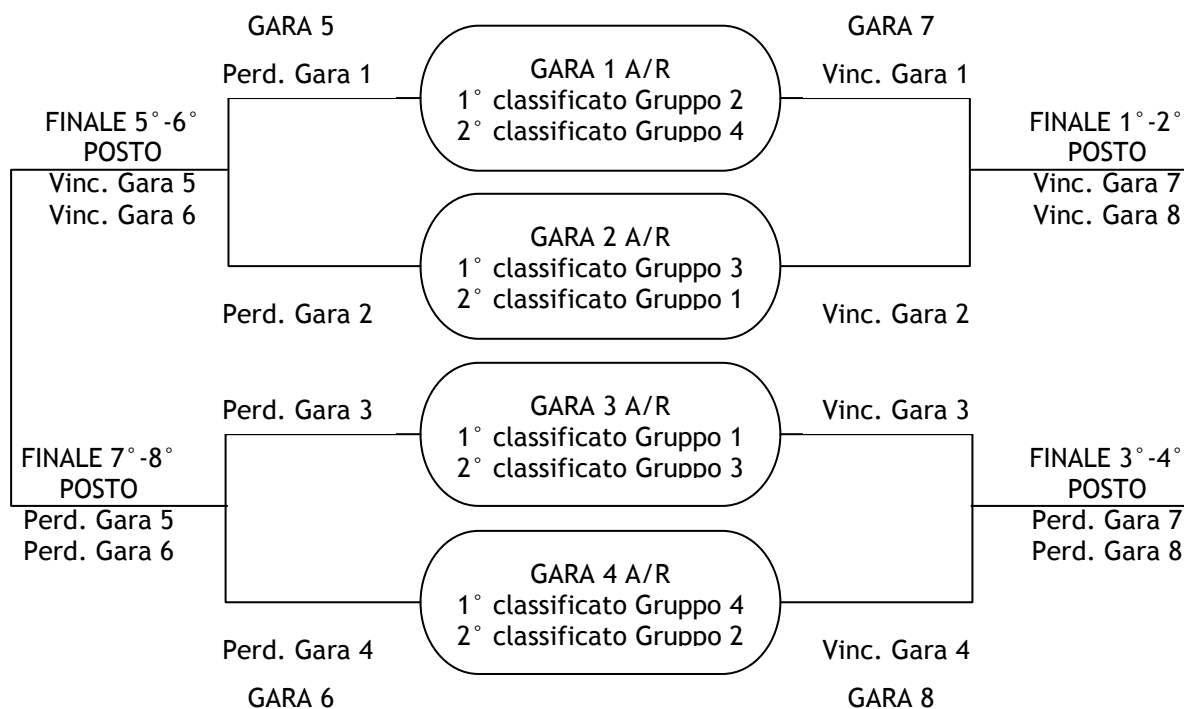 GARA 5
GARA 7
Perd. Gara 1
GARA 1 A/R
1° classificato Gruppo 2
2° classificato Gruppo 4
Vinc. Gara 1
FINALE 5°-6°
POSTO
Vinc. Gara 5
Vinc. Gara 6
FINALE 1°-2°
POSTO
Vinc. Gara 7
Vinc. Gara 8
GARA 2 A/R
1° classificato Gruppo 3
2° classificato Gruppo 1
Perd. Gara 2
Vinc. Gara 2
Perd. Gara 3
GARA 3 A/R
1° classificato Gruppo 1
2° classificato Gruppo 3
Vinc. Gara 3
FINALE 7°-8°
POSTO
Perd. Gara 5
Perd. Gara 6
FINALE 3°-4°
POSTO
Perd. Gara 7
Perd. Gara 8
GARA 4 A/R
1° classificato Gruppo 4
2° classificato Gruppo 2
Perd. Gara 4
Vinc. Gara 4
GARA 6
GARA 8